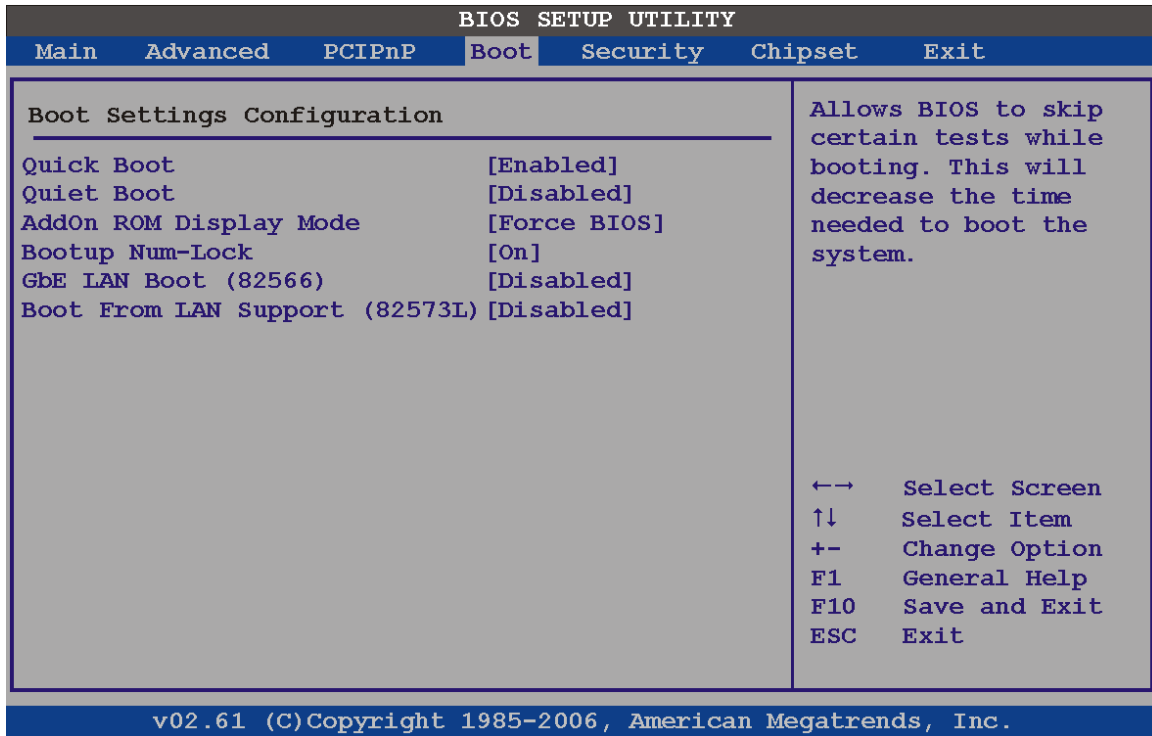 BIOS SETUP UTILITY
Main Advanced PCIPnP Boot Security Chipset Exit
Boot Settings Configuration
Quick Boot [Enabled]
Quiet Boot [Disabled]
AddOn ROM Display Mode [Force BIOS]
Bootup Num-Lock [On]
GbE LAN Boot (82566) [Disabled]
Boot From LAN Support (82573L) [Disabled]
Allows BIOS to skip
certain tests while
booting. This will
decrease the time
needed to boot the
system.
←→ Select Screen
↑↓ Select Item
+- Change Option
F1 General Help
F10 Save and Exit
ESC Exit
v02.61 (C)Copyright 1985-2006, American Megatrends, Inc.